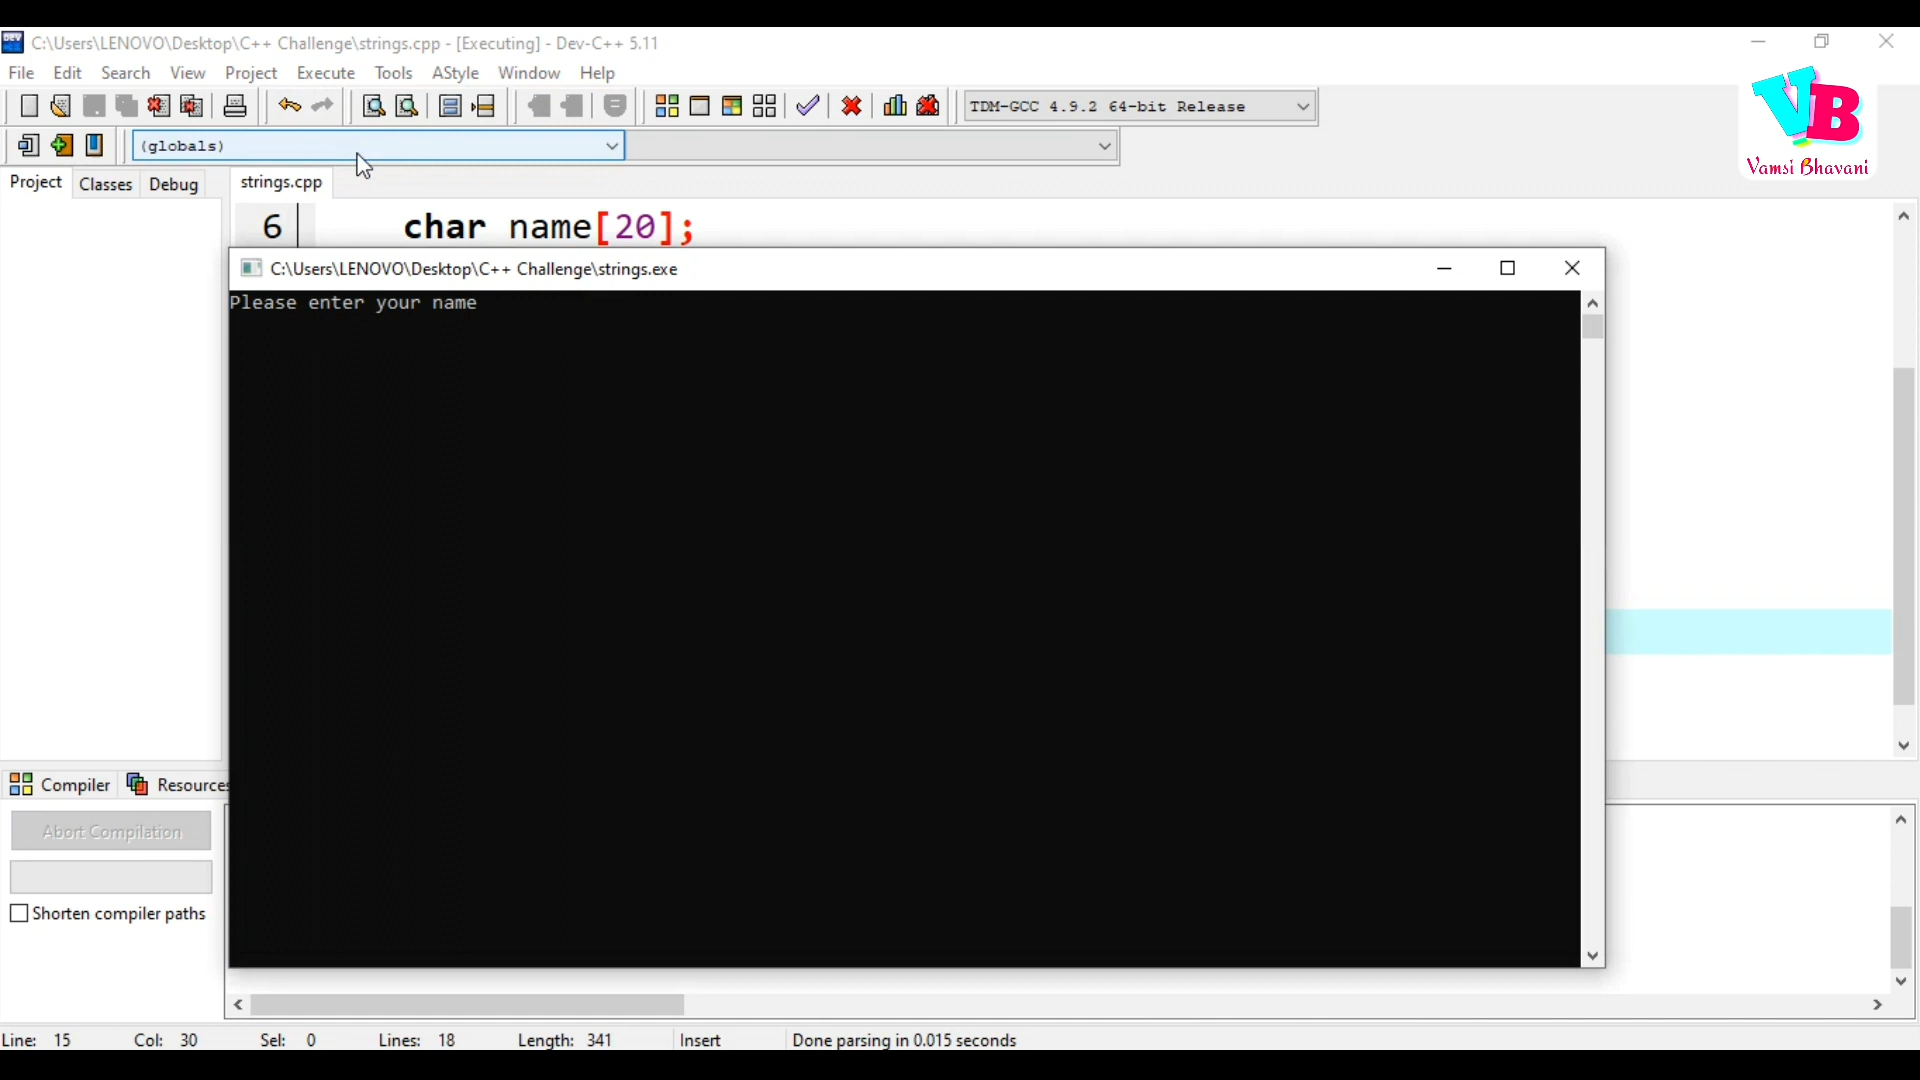 C:\Users\LENOVO\Desktop\C++ Challenge\strings.cpp - [Executing] - Dev-C++ 5.11
File Edit Search View Project Execute Tools AStyle Window Help
TDM-GCC 4.9.2 64-bit Release
VB
Vamsi Bhavani
(globals)
Project Classes Debug strings.cpp
6 char name[20];
C:\Users\LENOVO\Desktop\C++ Challenge\strings.exe
Please enter your name
Compiler Resources
Abort Compilation
Shorten compiler paths
Line: 15 Col: 30 Sel: 0 Lines: 18 Length: 341 Insert Done parsing in 0.015 seconds